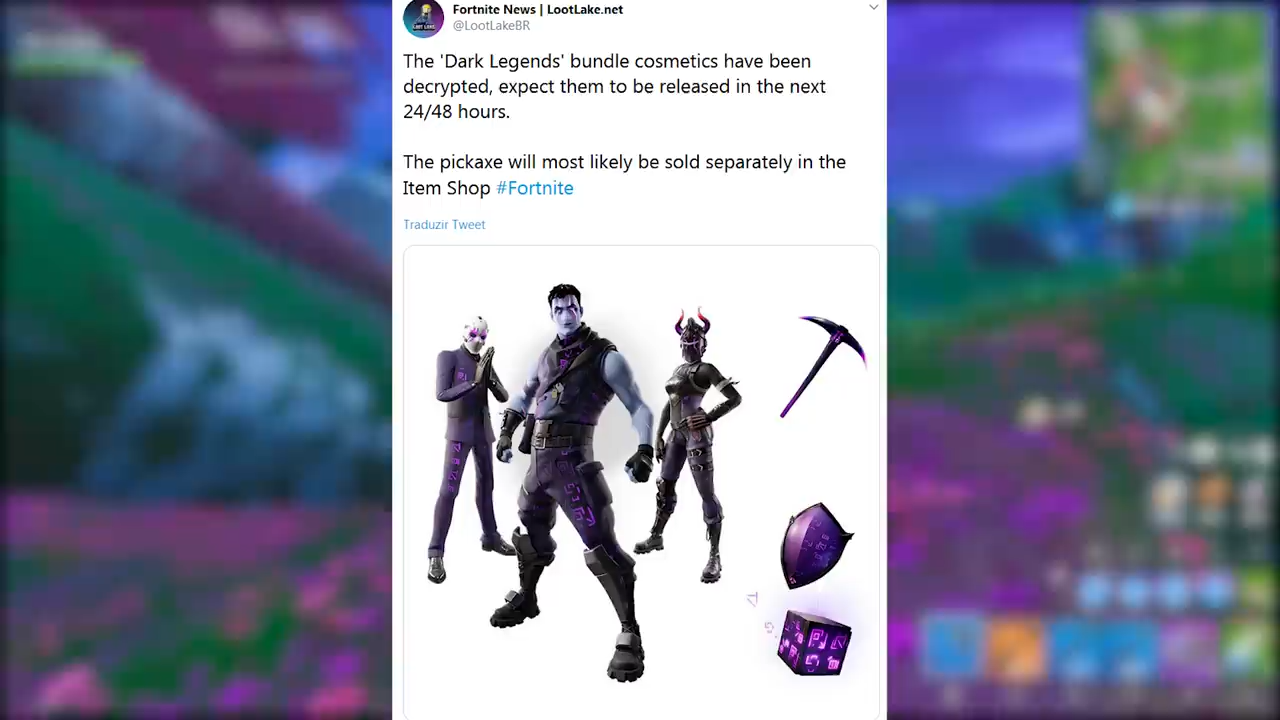 Fortnite News | LootLake.net
@LootLakeBR
The 'Dark Legends' bundle cosmetics have been
decrypted, expect them to be released in the next
24/48 hours.
The pickaxe will most likely be sold separately in the
Item Shop #Fortnite
Traduzir Tweet